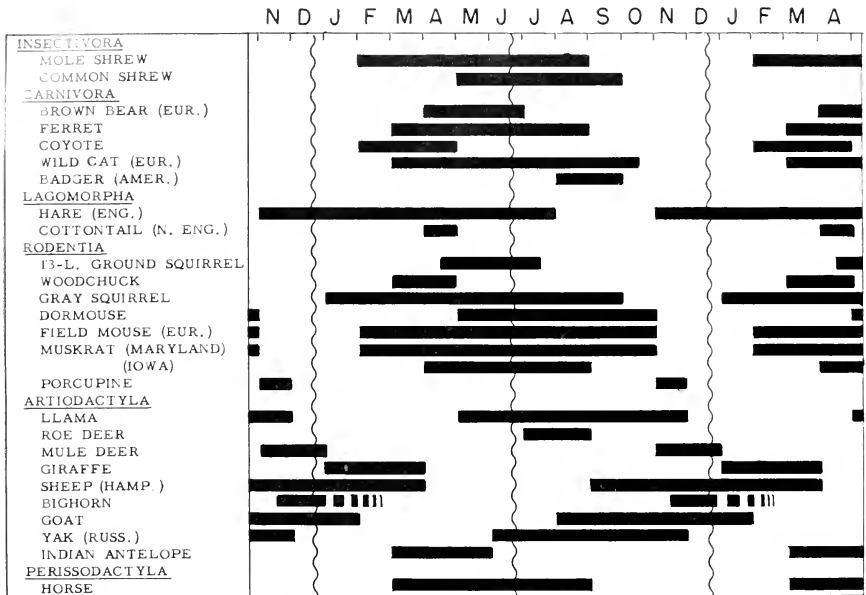 N D J F M A M J J A S O N D J F M A
INSECTIVORA
MOLE SHREW
COMMON SHREW
CARNIVORA
BROWN BEAR (EUR.)
FERRET
COYOTE
WILD CAT (EUR.)
BADGER (AMER.)
LAGOMORPHA
HARE (ENG.)
COTTONTAIL (N. ENG.)
RODENTIA
13-L. GROUND SQUIRREL
WOODCHUCK
GRAY SQUIRREL
DORMOUSE
FIELD MOUSE (EUR.)
MUSKRAT (MARYLAND)
(IOWA)
PORCUPINE
ARTIODACTYLA
LLAMA
ROE DEER
MULE DEER
GIRAFFE
SHEEP (HAMP.)
BIGHORN
GOAT
YAK (RUSS.)
INDIAN ANTELOPE
PERISSODACTYLA
HORSE